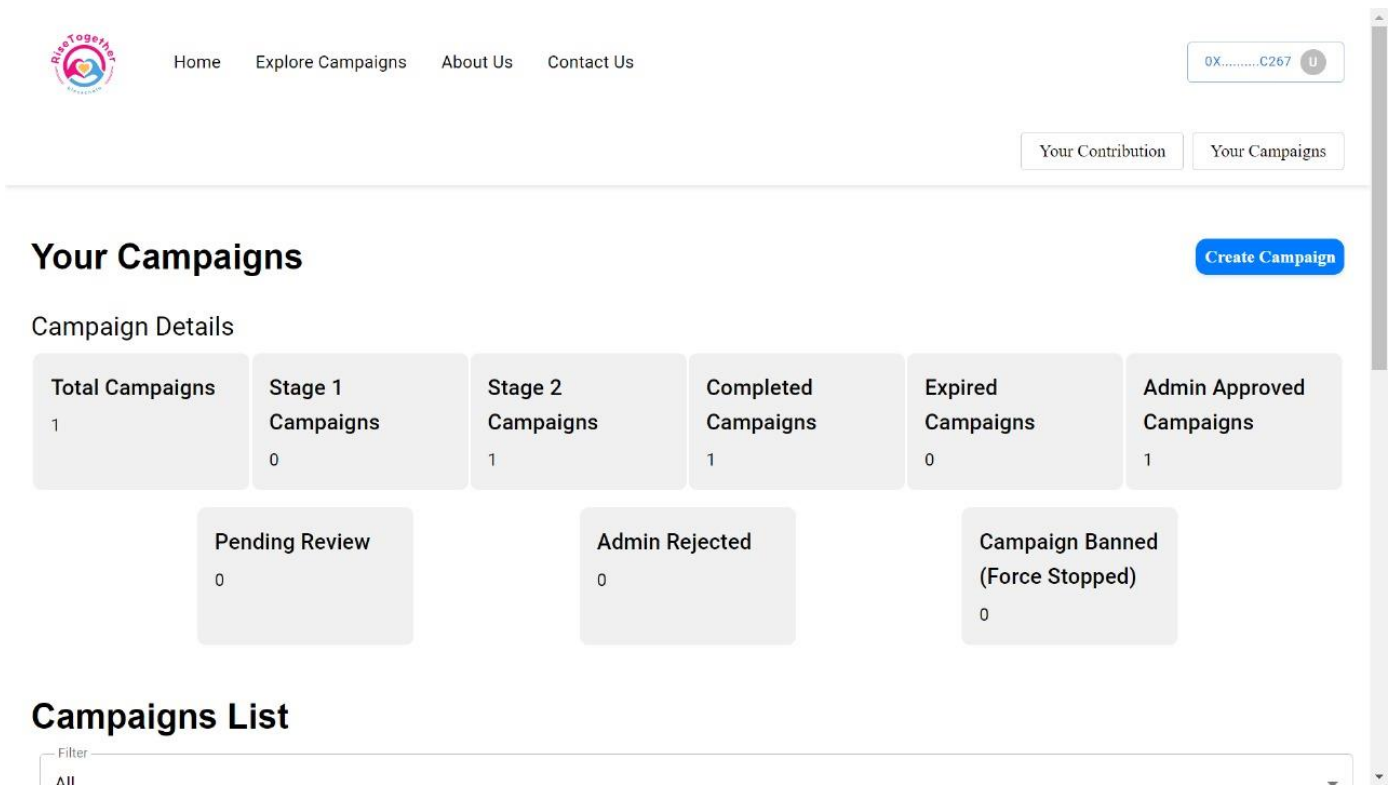 RiseTogether
Home Explore Campaigns About Us Contact Us
0X..........C267 U
Your Contribution Your Campaigns
Your Campaigns
Create Campaign
Campaign Details
Total Campaigns
1
Stage 1
Campaigns
0
Stage 2
Campaigns
1
Completed
Campaigns
1
Expired
Campaigns
0
Admin Approved
Campaigns
1
Pending Review
0
Admin Rejected
0
Campaign Banned
(Force Stopped)
0
Campaigns List
Filter
All